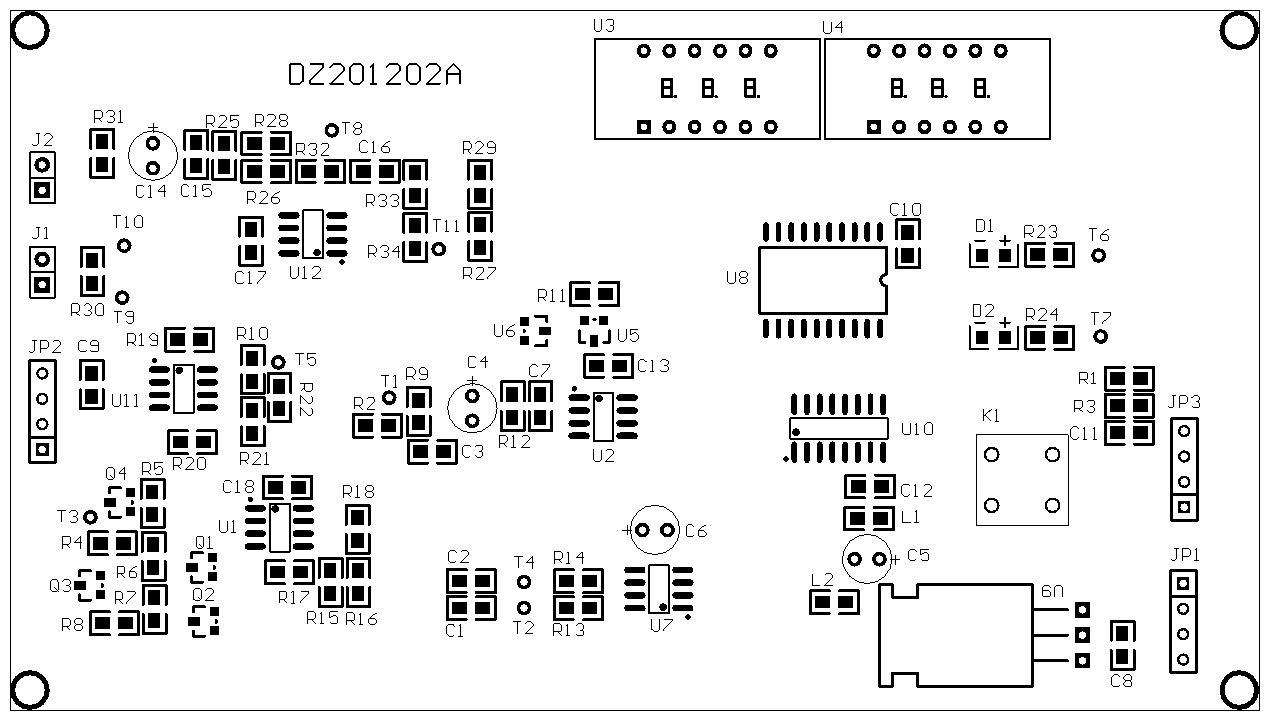 U3
U4
DZ201202A
R31
R25
R28
T8
J2
R32
C16
R29
C14
C15
R26
R33
T10
T11
C10
J1
R34
D1
R23
T6
U12
C17
R27
U8
R30
R11
T9
D2
R24
T7
U6
U5
R19
R10
JP2
C9
T5
C4
C7
C13
R9
T1
R1
U11
R22
R2
R3
JP3
K1
U10
C11
R12
R21
C3
U2
R20
Q4
R5
C18
R18
C12
T3
U1
L1
C6
R4
Q1
C5
R6
C2
T4
R14
JP1
Q3
R7
Q2
R17
L2
U9
R8
R15
R16
C1
T2
R13
U7
C8